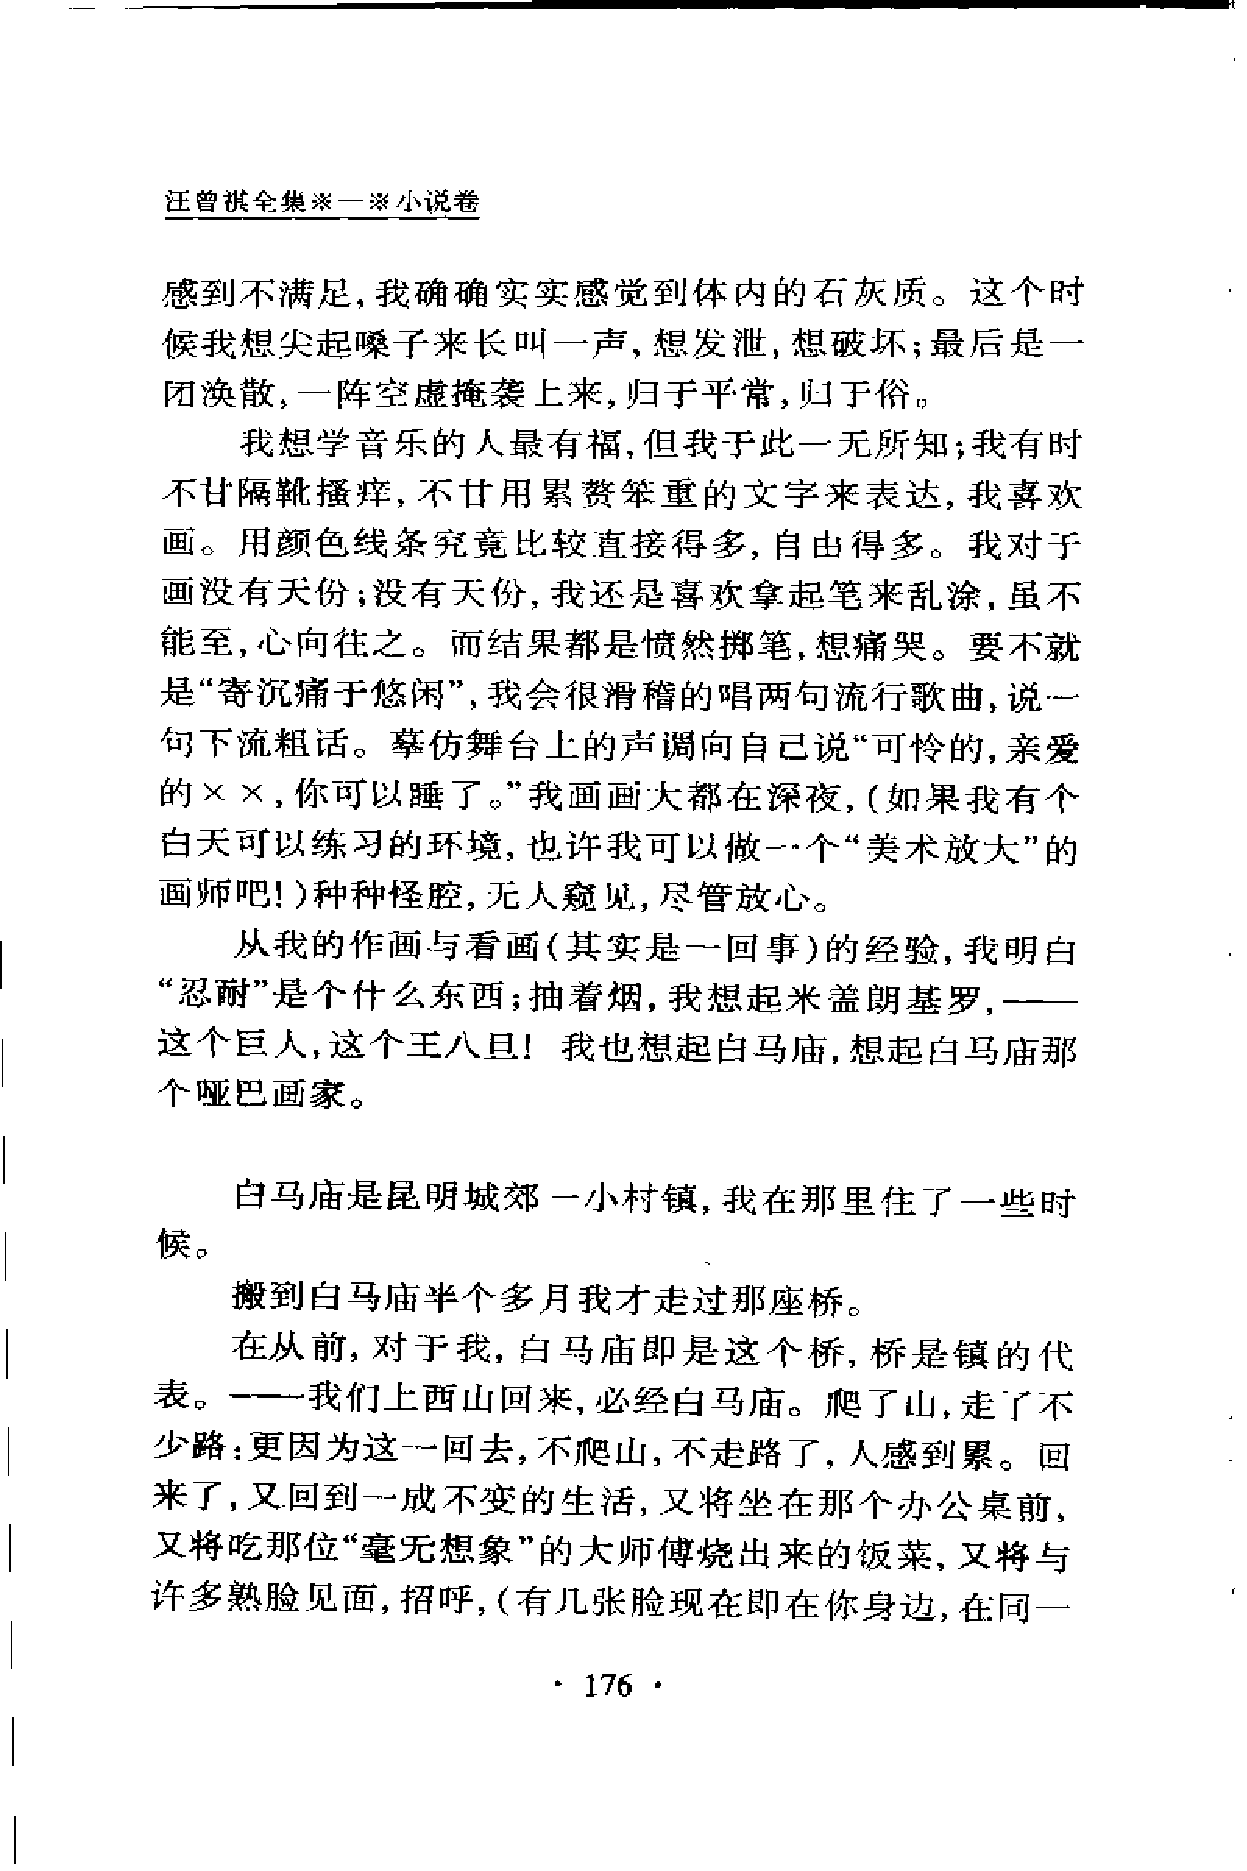 汪曾祺全集※一※小说卷
感到不满足,我确确实实感觉到体内的石灰质。这个时
候我想尖起嗓子来长叫一声,想发泄,想破坏;最后是一
闭涣散,一阵空虚掩袭上来,归于平常,归于俗。
我想学音乐的人最有福,但我于此一无所知;我有时
不甘隔靴搔痒,不甘用累赘笨重的文字来表达,我喜欢
画。用颜色线条究竟比较直接得多,自由得多。我对于
画没有天份;没有天份,我还是喜欢拿起笔来乱涂,虽不
能至,心向往之。而结果都是愤然掷笔,想痛哭。要不就
是“寄沉痛于悠闲”,我会很滑稽的唱两句流行歌曲,说一
句下流粗话。摹仿舞台上的声调向自己说“可怜的,亲爱
的××,你可以睡了。”我画画大都在深夜,(如果我有个
白天可以练习的环境,也许我可以做一个“美术放大”的
画师吧!)种种怪腔,无人窥见,尽管放心。
从我的作画与看画(其实是一回事)的经验,我明白
“忍耐”是个什么东西;抽着烟,我想起米盖朗基罗,——
这个巨人,这个王八旦! 我也想起白马庙,想起白马庙那
个哑巴画家。
白马庙是昆明城郊一小村镇,我在那里住了一些时
候。
搬到白马庙半个多月我才走过那座桥。
在从前,对于我,白马庙即是这个桥,桥是镇的代
表。——我们上西山回来,必经白马庙。爬了山,走了不
少路;更因为这一回去,不爬山,不走路了,人感到累。回
来了,又回到一成不变的生活,又将坐在那个办公桌前,
又将吃那位“毫无想象”的大师傅烧出来的饭菜,又将与
许多熟脸见面,招呼,(有几张脸现在即在你身边,在同一
· 176 ·